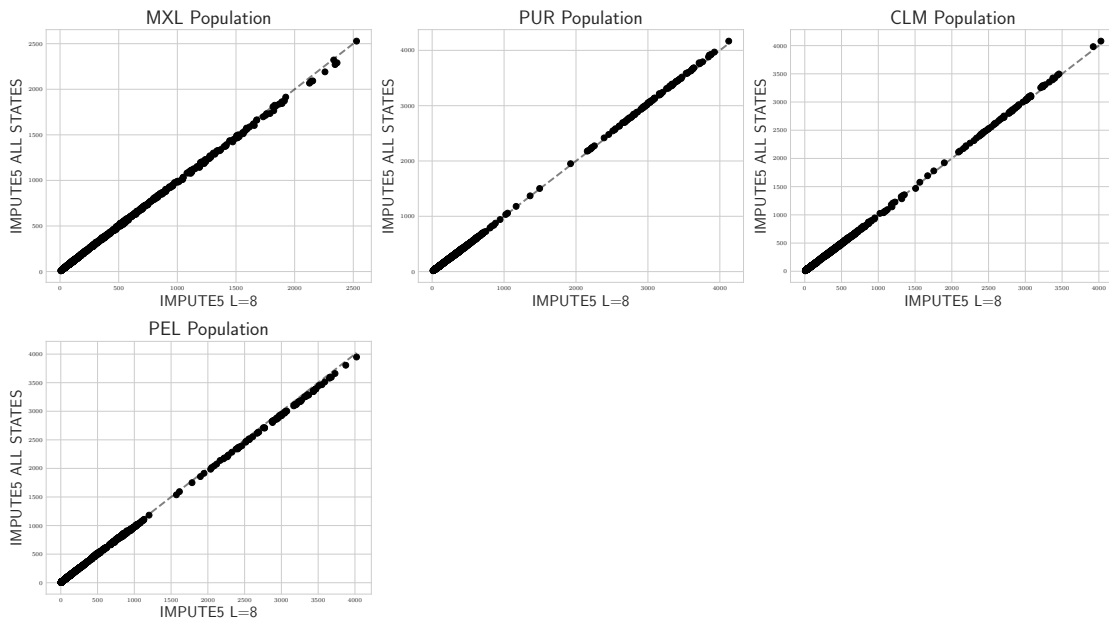 MXL Population
2500
2000
1500
1000
500
0
0 500 1000 1500 2000 2500
IMPUTE5 ALL STATES
IMPUTE5 L=8
PUR Population
4000
3000
2000
1000
0
0 1000 2000 3000 4000
IMPUTE5 ALL STATES
IMPUTE5 L=8
CLM Population
4000
3500
3000
2500
2000
1500
1000
500
0
0 500 1000 1500 2000 2500 3000 3500 4000
IMPUTE5 ALL STATES
IMPUTE5 L=8
PEL Population
4000
3500
3000
2500
2000
1500
1000
500
0
0 500 1000 1500 2000 2500 3000 3500 4000
IMPUTE5 ALL STATES
IMPUTE5 L=8